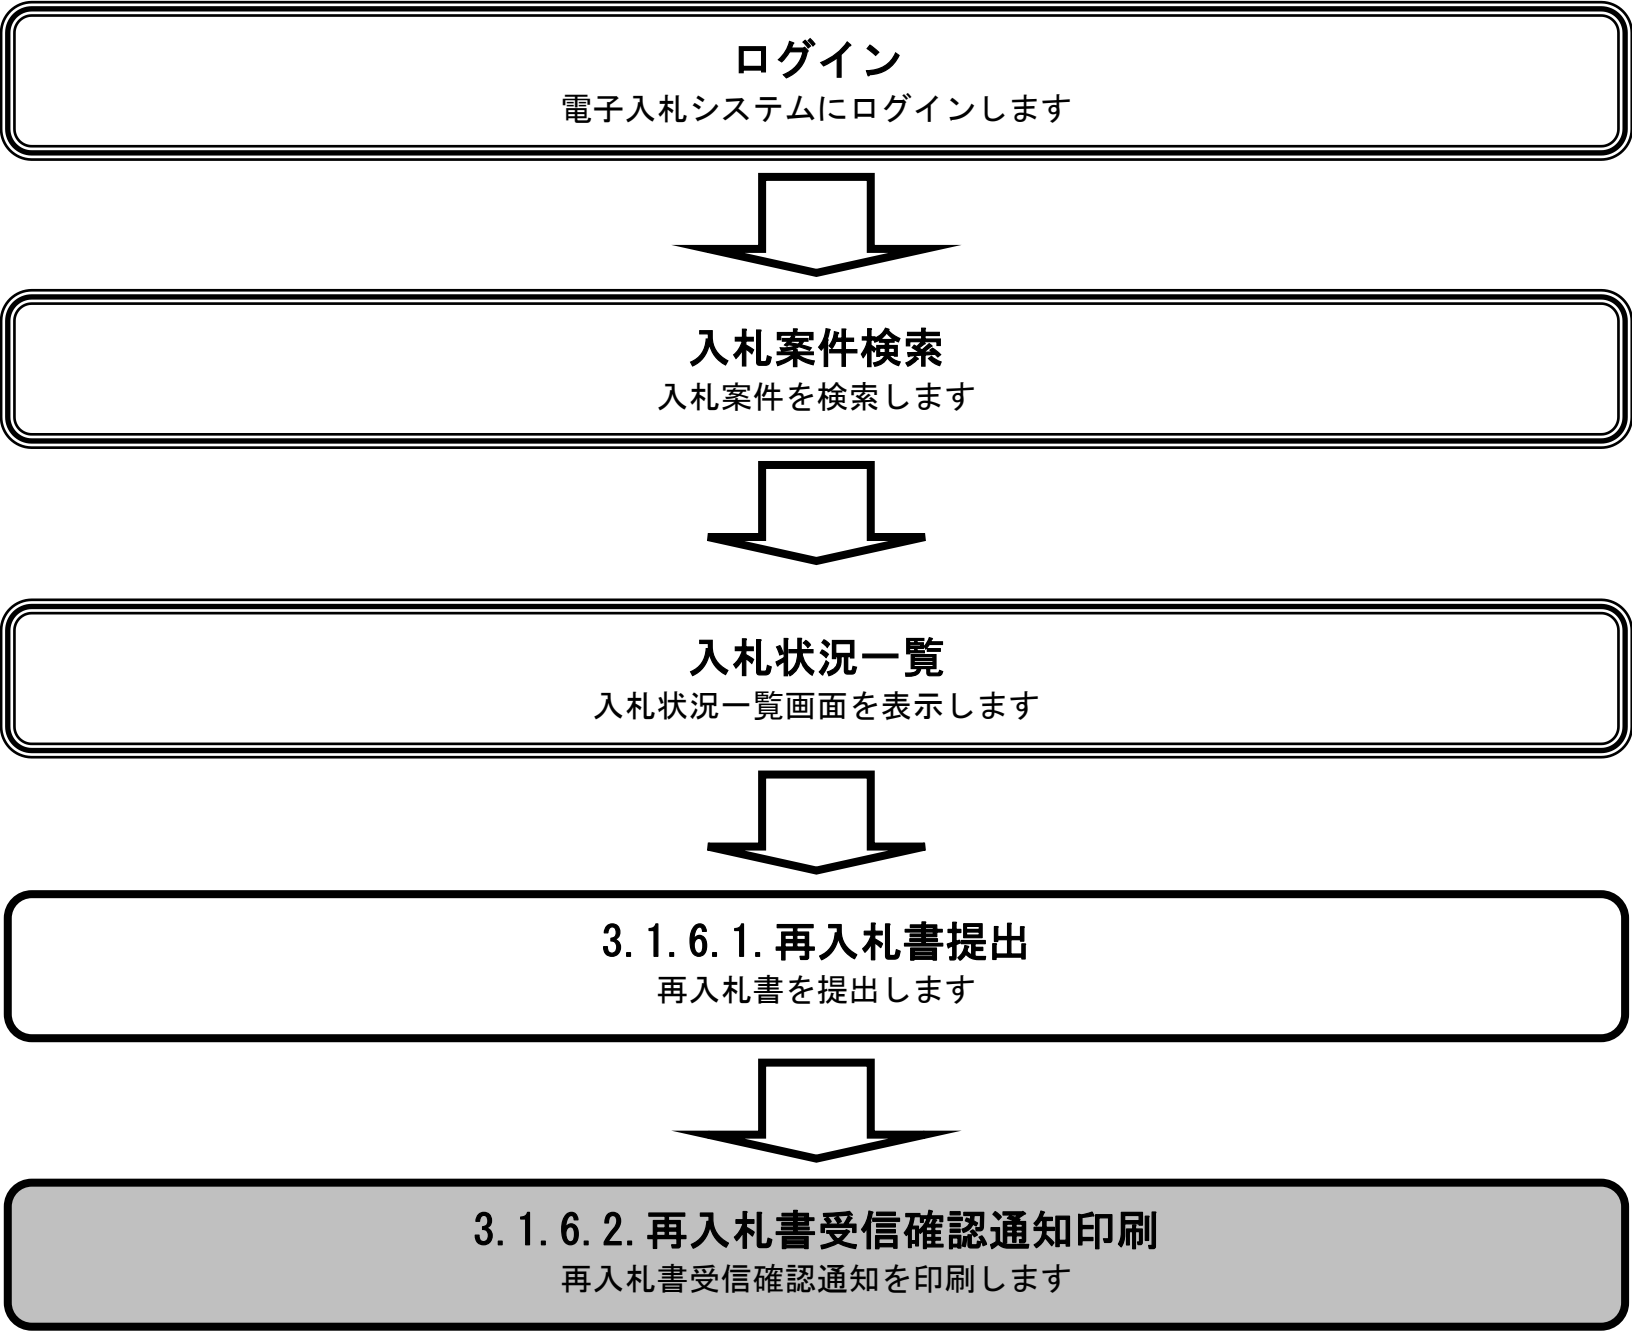 ログイン
電子入札システムにログインします
入札案件検索
入札案件を検索します
入札状況一覧
入札状況一覧画面を表示します
3.1.6.1.再入札書提出
再入札書を提出します
3.1.6.2.再入札書受信確認通知印刷
再入札書受信確認通知を印刷します